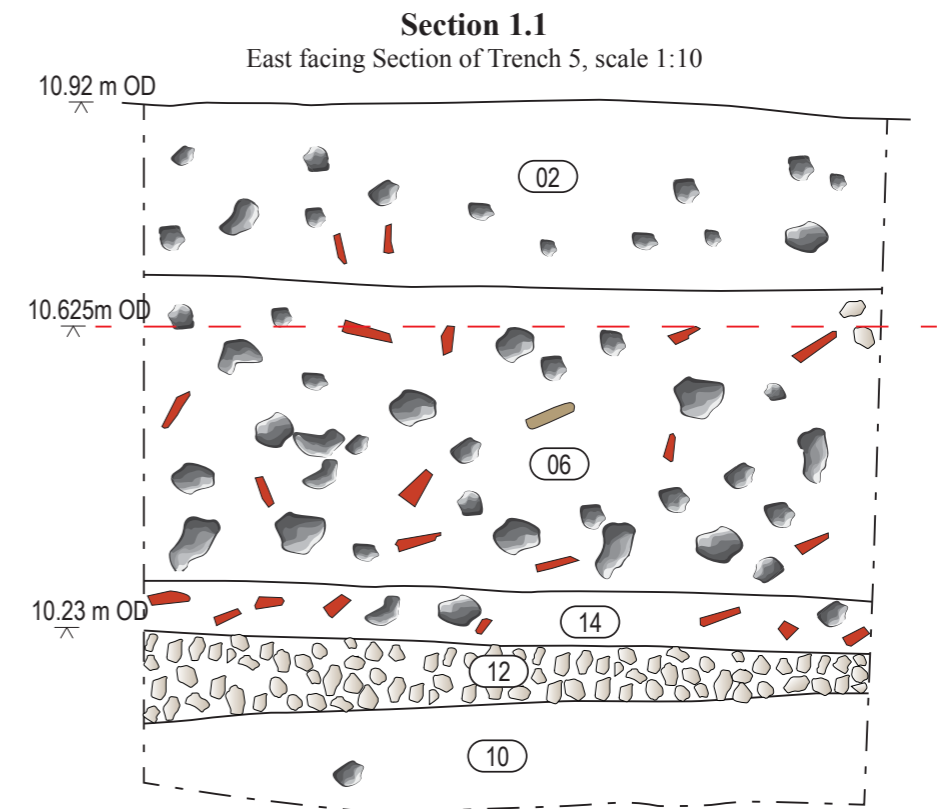 Section 1.1
East facing Section of Trench 5, scale 1:10
10.92 m OD
02
10.625m OD
06
10.23 m OD
14
12
10